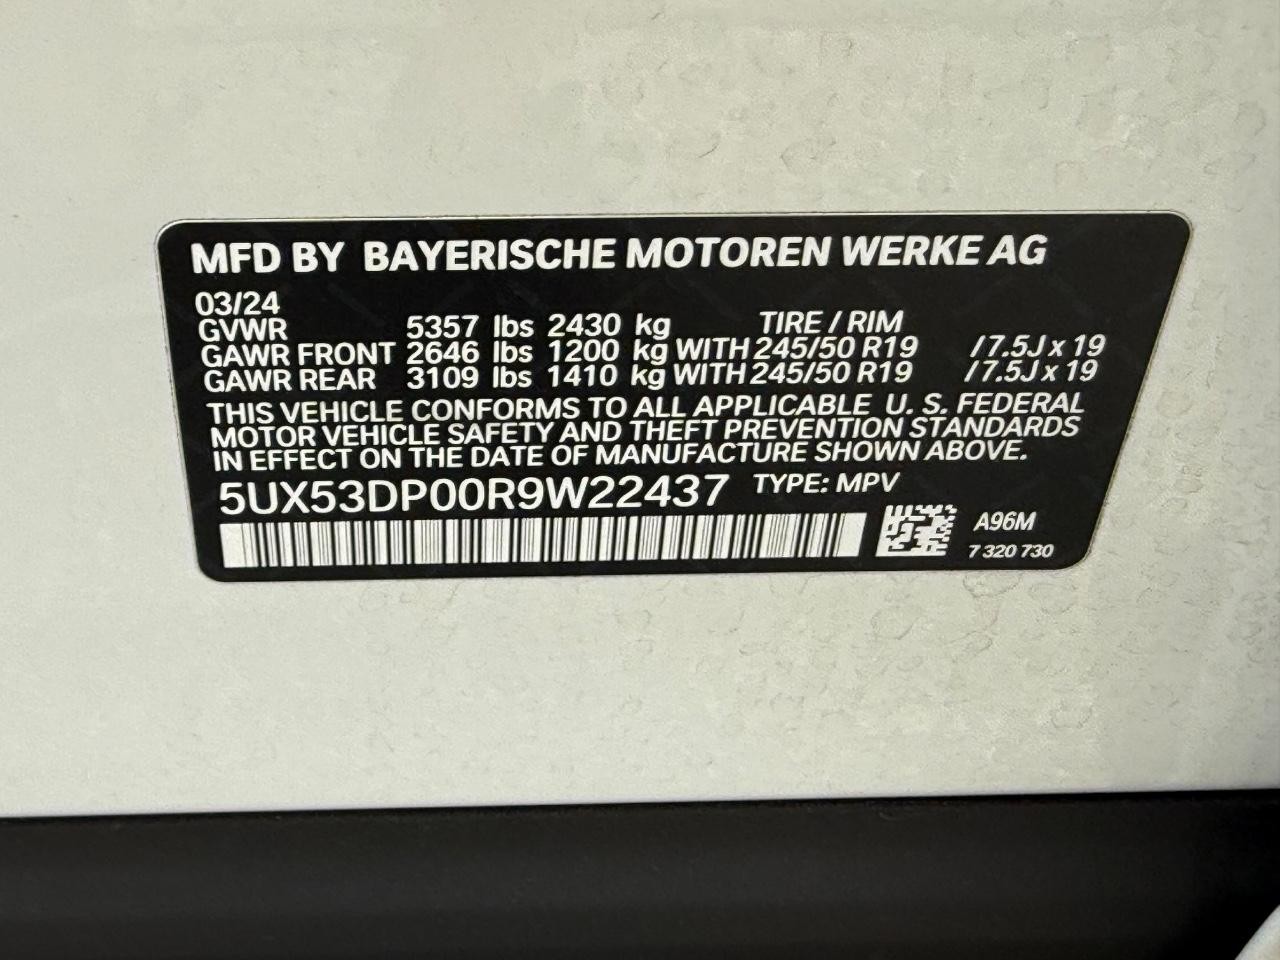 MFD BY BAYERISCHE MOTOREN WERKE AG
03/24
GVWR 5357 lbs 2430 kg TIRE / RIM
GAWR FRONT 2646 lbs 1200 kg WITH 245/50 R19 / 7.5J x 19
GAWR REAR 3109 lbs 1410 kg WITH 245/50 R19 / 7.5J x 19
THIS VEHICLE CONFORMS TO ALL APPLICABLE U. S. FEDERAL
MOTOR VEHICLE SAFETY AND THEFT PREVENTION STANDARDS
IN EFFECT ON THE DATE OF MANUFACTURE SHOWN ABOVE.
5UX53DP00R9W22437 TYPE: MPV
A96M
7 320 730